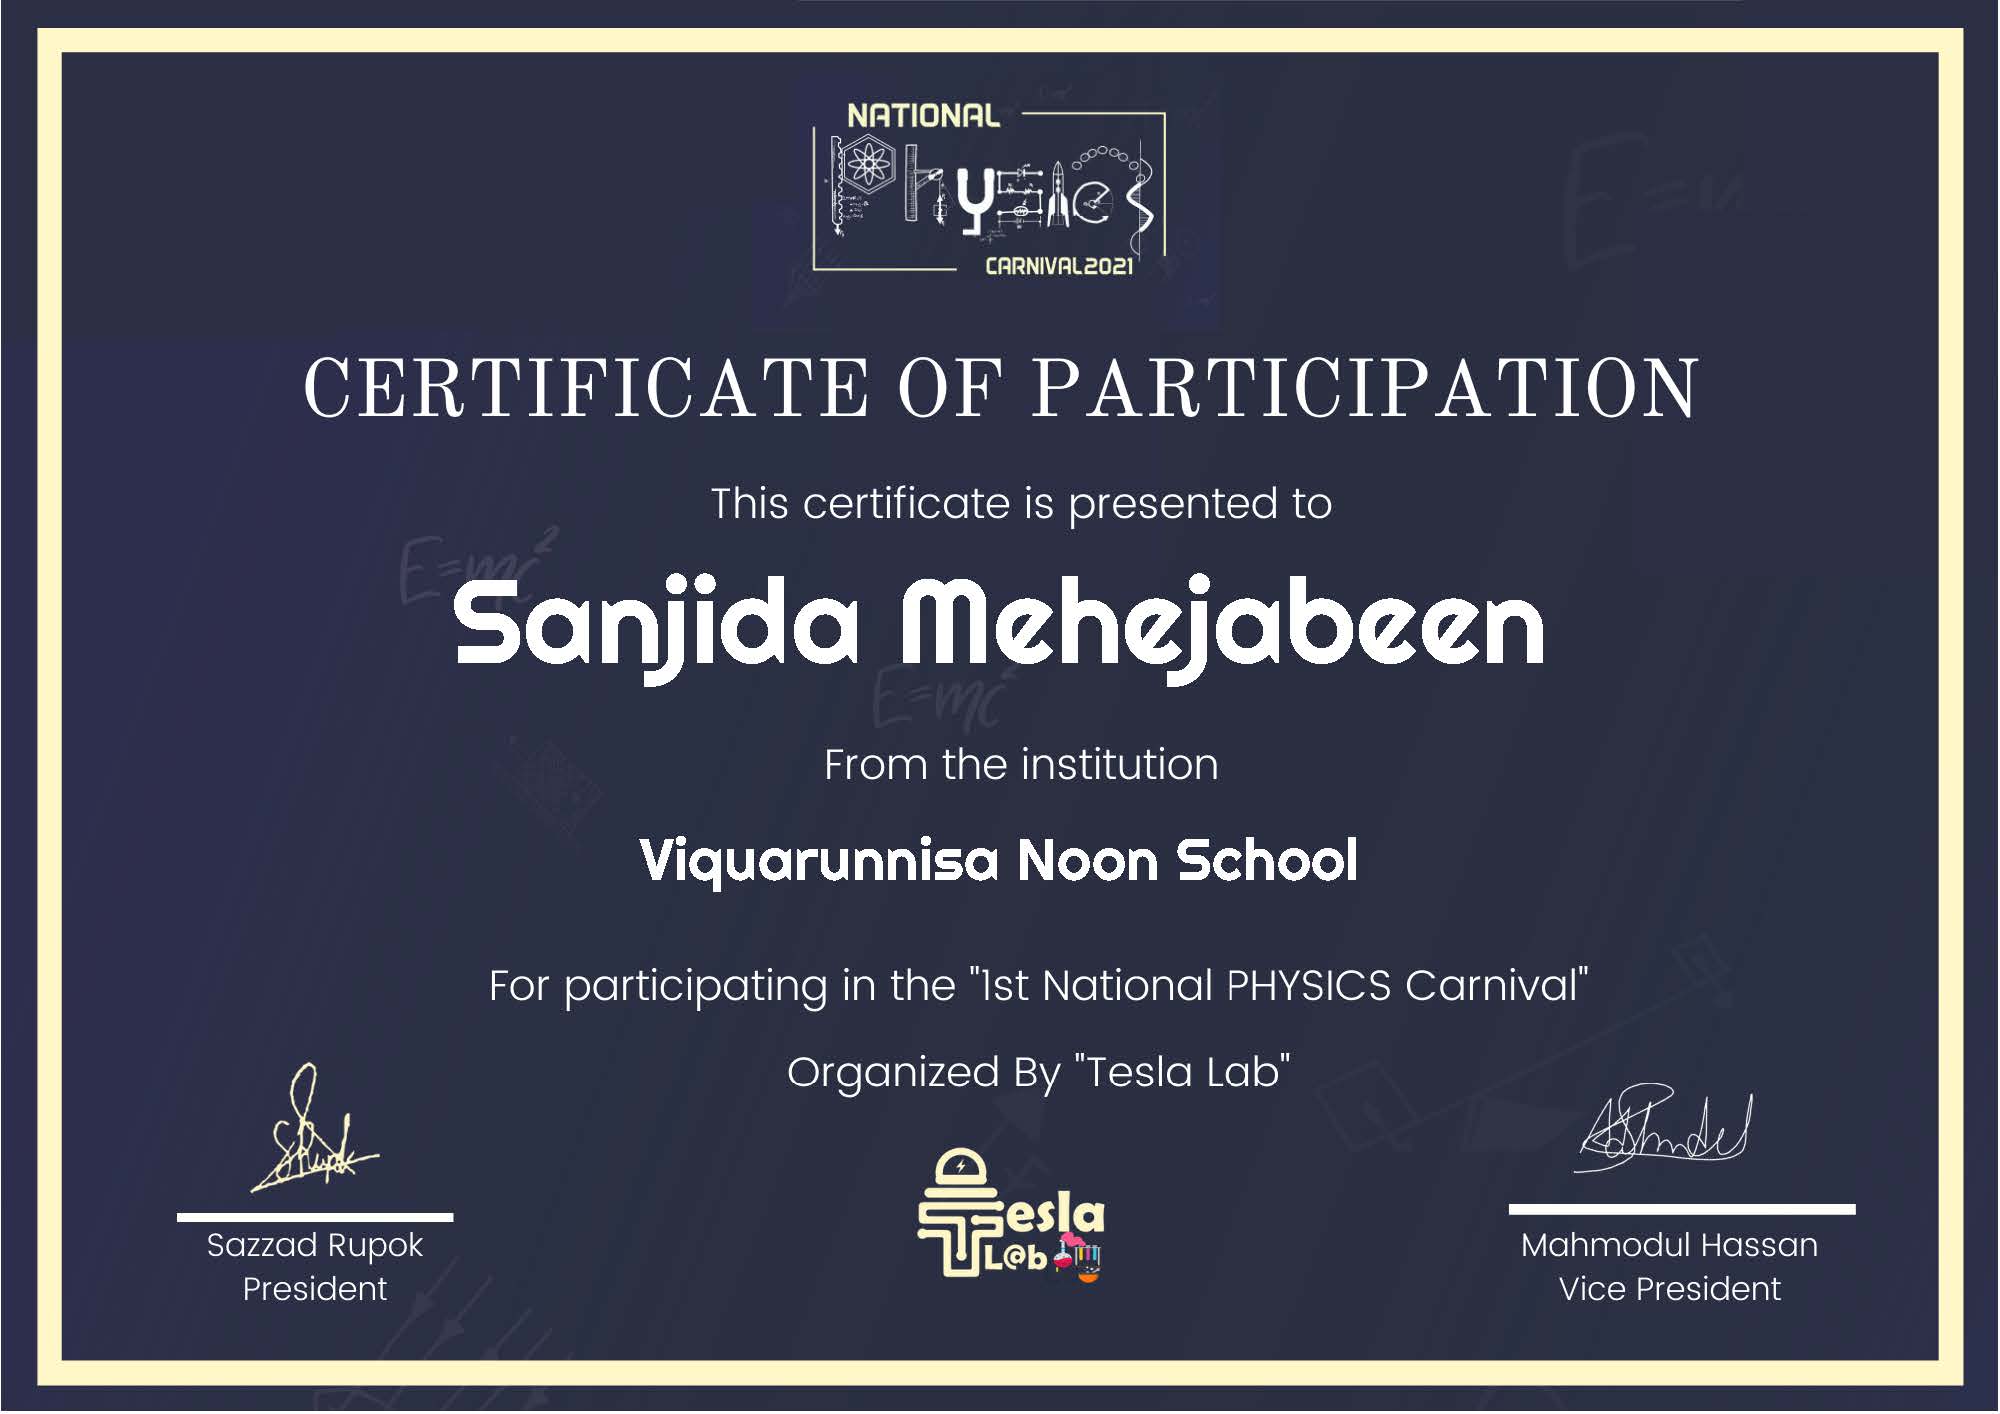 NATIONAL
Physics
CARNIVAL2021
CERTIFICATE OF PARTICIPATION
This certificate is presented to
E=mc²
Sanjida Mehejabeen
E=mc²
From the institution
Viquarunnisa Noon School
For participating in the "1st National PHYSICS Carnival"
Organized By "Tesla Lab"
Tesla
L@b
Sazzad Rupok
President
Mahmodul Hassan
Vice President